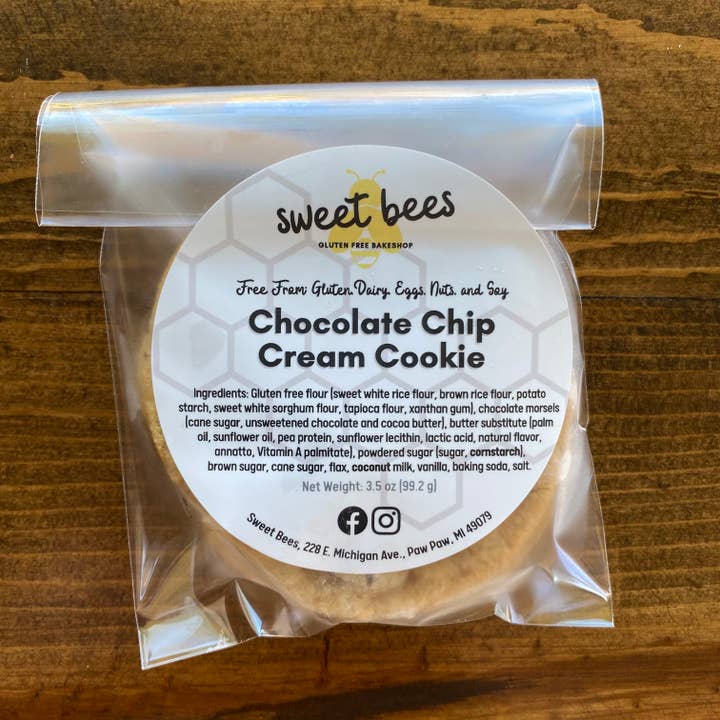 sweet bees
GLUTEN FREE BAKESHOP
Free From: Gluten, Dairy, Eggs, Nuts, and Soy
Chocolate Chip
Cream Cookie
Ingredients: Gluten free flour (sweet white rice flour, brown rice flour, potato
starch, sweet white sorghum flour, tapioca flour, xanthan gum), chocolate morsels
(cane sugar, unsweetened chocolate and cocoa butter), butter substitute (palm
oil, sunflower oil, pea protein, sunflower lecithin, lactic acid, natural flavor,
annatto, Vitamin A palmitate), powdered sugar (sugar, cornstarch),
brown sugar, cane sugar, flax, coconut milk, vanilla, baking soda, salt.
Net Weight: 3.5 oz (99.2 g)
Sweet Bees, 228 E. Michigan Ave., Paw Paw, MI 49079